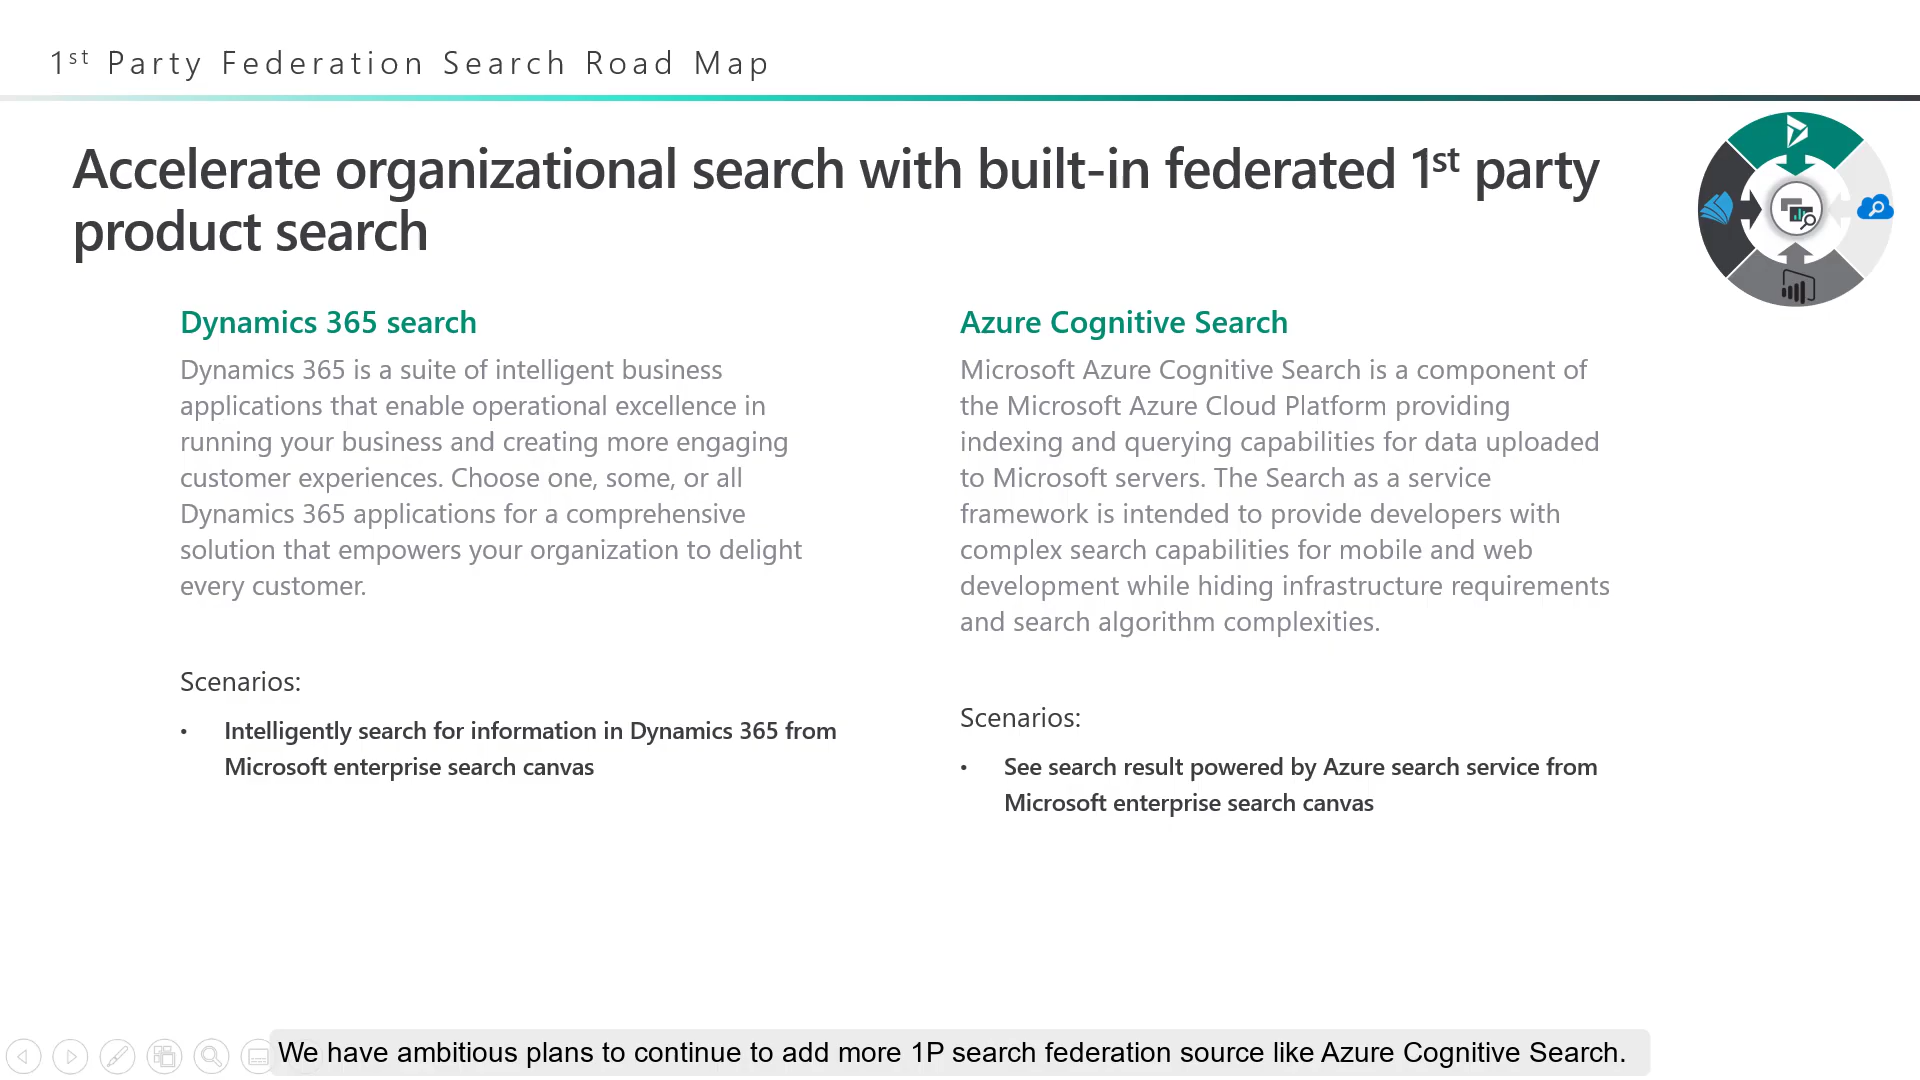 1st Party Federation Search Road Map
Accelerate organizational search with built-in federated 1st party
product search
Dynamics 365 search
Dynamics 365 is a suite of intelligent business
applications that enable operational excellence in
running your business and creating more engaging
customer experiences. Choose one, some, or all
Dynamics 365 applications for a comprehensive
solution that empowers your organization to delight
every customer.
Scenarios:
• Intelligently search for information in Dynamics 365 from
Microsoft enterprise search canvas
Azure Cognitive Search
Microsoft Azure Cognitive Search is a component of
the Microsoft Azure Cloud Platform providing
indexing and querying capabilities for data uploaded
to Microsoft servers. The Search as a service
framework is intended to provide developers with
complex search capabilities for mobile and web
development while hiding infrastructure requirements
and search algorithm complexities.
Scenarios:
• See search result powered by Azure search service from
Microsoft enterprise search canvas
We have ambitious plans to continue to add more 1P search federation source like Azure Cognitive Search.